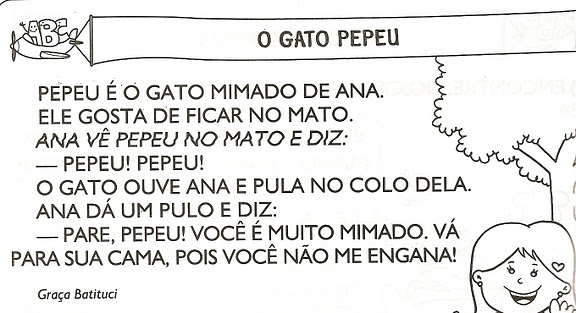 ABC
O GATO PEPEU
PEPEU É O GATO MIMADO DE ANA.
ELE GOSTA DE FICAR NO MATO.
ANA VÊ PEPEU NO MATO E DIZ:
— PEPEU! PEPEU!
O GATO OUVE ANA E PULA NO COLO DELA.
ANA DÁ UM PULO E DIZ:
— PARE, PEPEU! VOCÊ É MUITO MIMADO. VÁ
PARA SUA CAMA, POIS VOCÊ NÃO ME ENGANA!
Graça Batituci